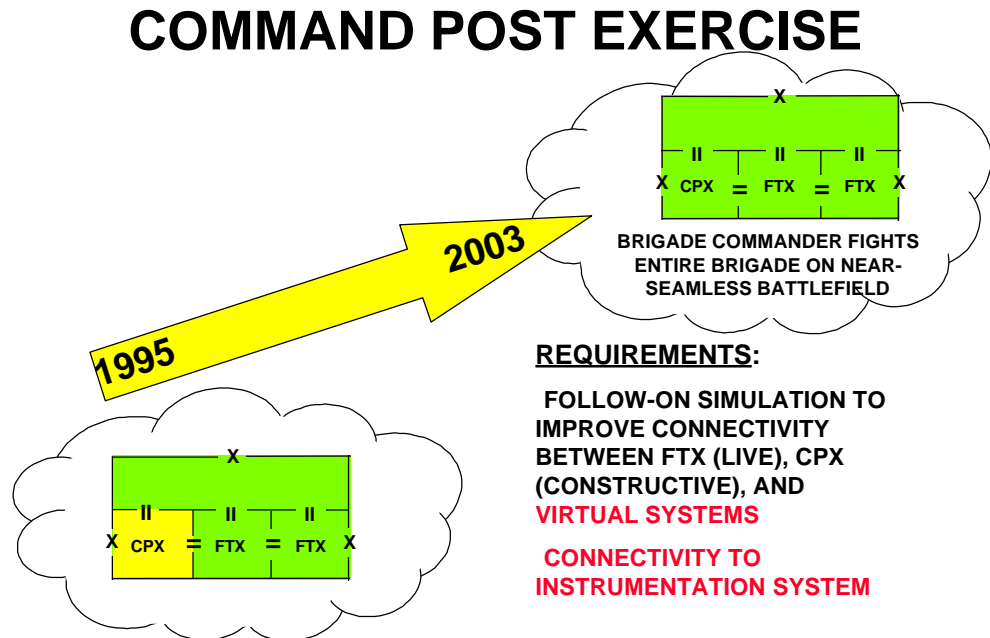 COMMAND POST EXERCISE
X
II II II
X CPX = FTX = FTX X
BRIGADE COMMANDER FIGHTS
ENTIRE BRIGADE ON NEAR-
SEAMLESS BATTLEFIELD
2003
1995
REQUIREMENTS:
FOLLOW-ON SIMULATION TO
IMPROVE CONNECTIVITY
BETWEEN FTX (LIVE), CPX
(CONSTRUCTIVE), AND
VIRTUAL SYSTEMS
CONNECTIVITY TO
INSTRUMENTATION SYSTEM
X
II II II
X CPX = FTX = FTX X